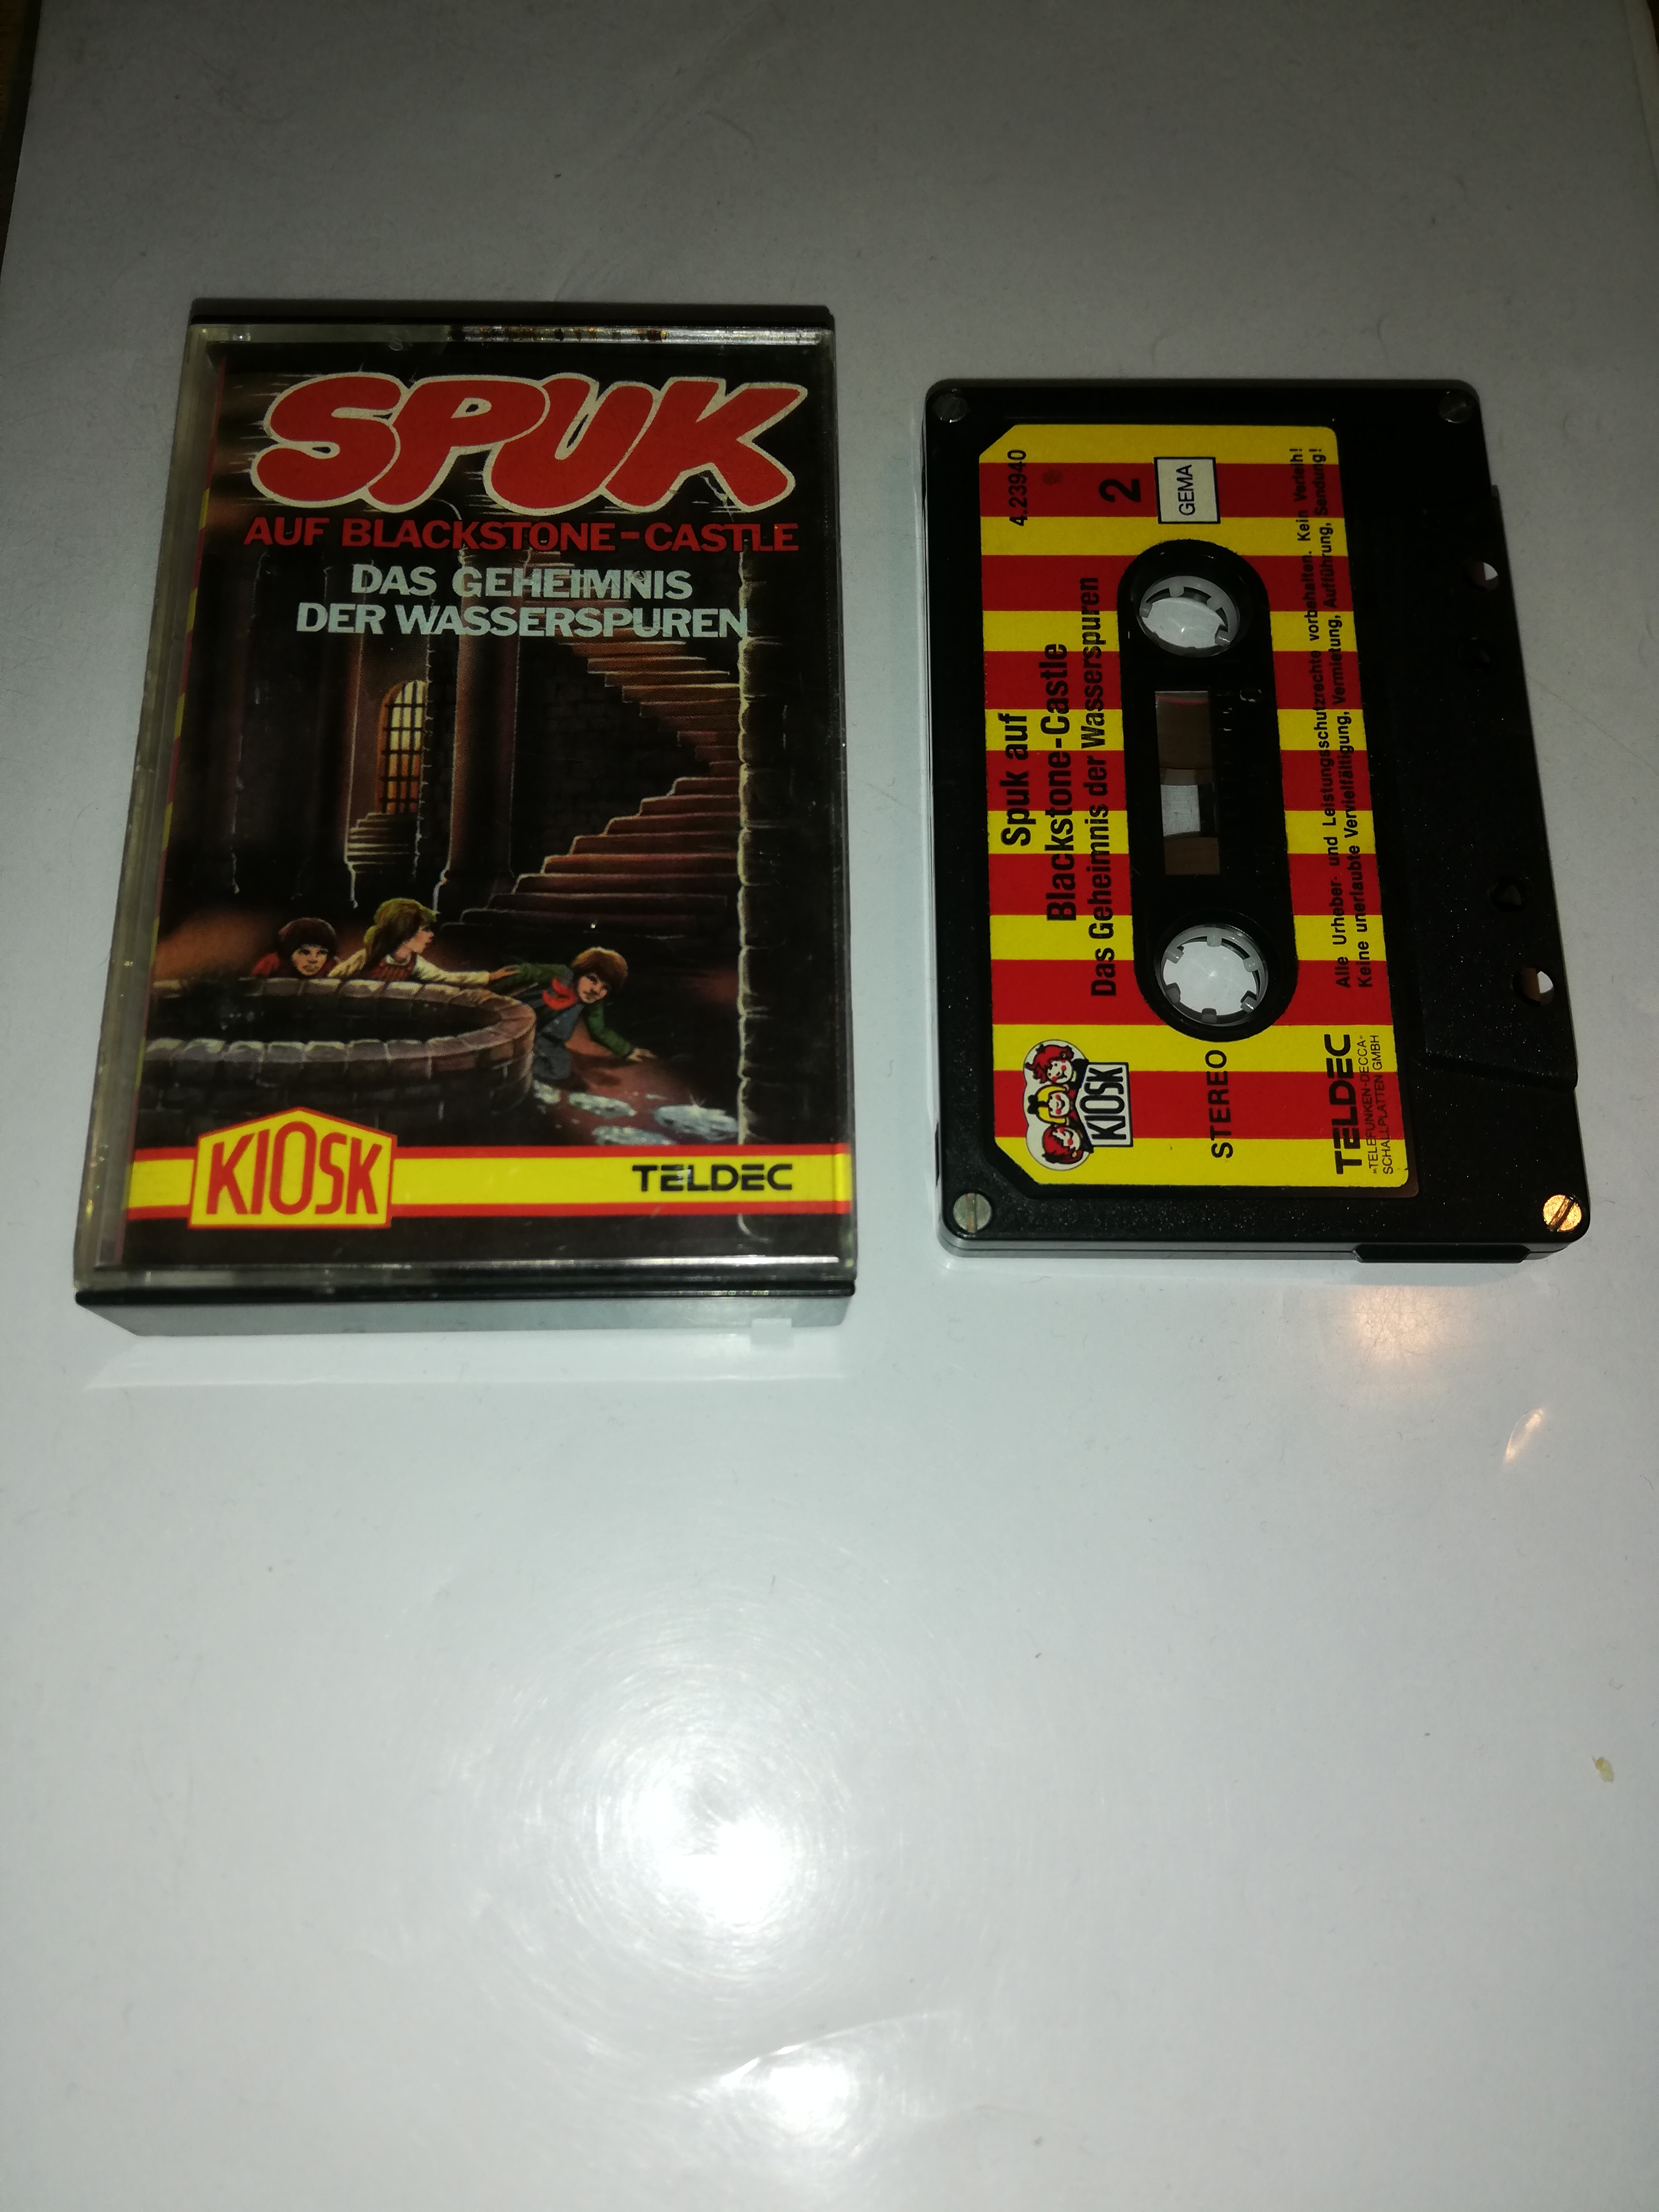 SPUK
AUF BLACKSTONE-CASTLE
DAS GEHEIMNIS
DER WASSERSPUREN
KIOSK
TELDEC
4.23940
2
GEMA
Spuk auf
Blackstone-Castle
Das Geheimnis der Wasserspuren
KIOSK
STEREO
Alle Urheber- und Leistungsschutzrechte vorbehalten. Kein Verleih!
Keine unerlaubte Vervielfältigung, Vermietung, Aufführung, Sendung!
TELDEC
»TELEFUNKEN-DECCA«
SCHALLPLATTEN GMBH